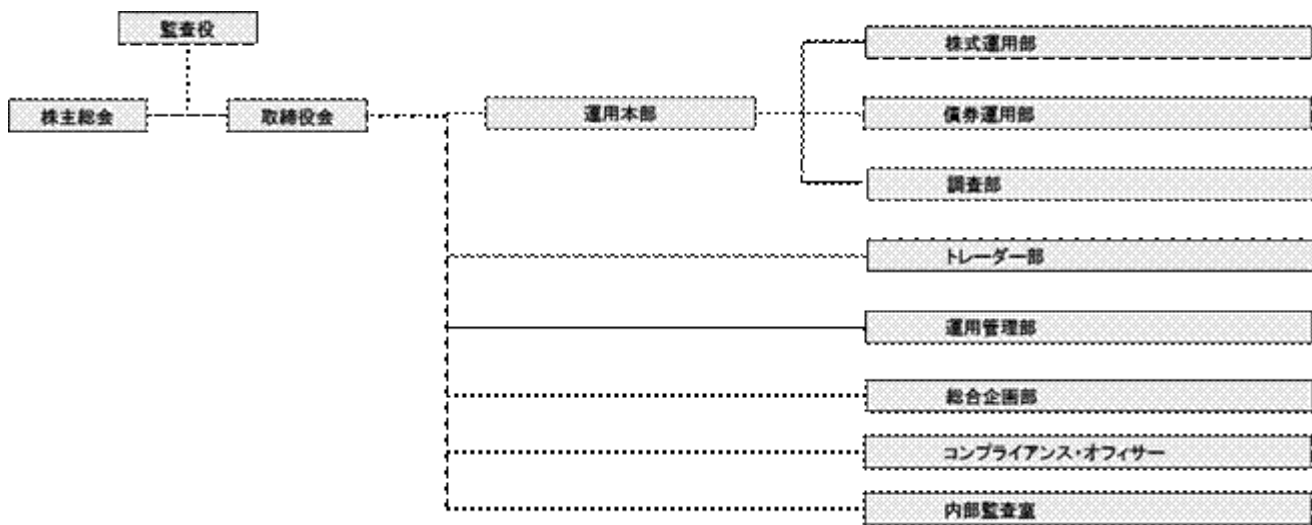 監査役
株主総会
取締役会
運用本部
株式運用部
債券運用部
調査部
トレーダー部
運用管理部
総合企画部
コンプライアンス・オフィサー
内部監査室